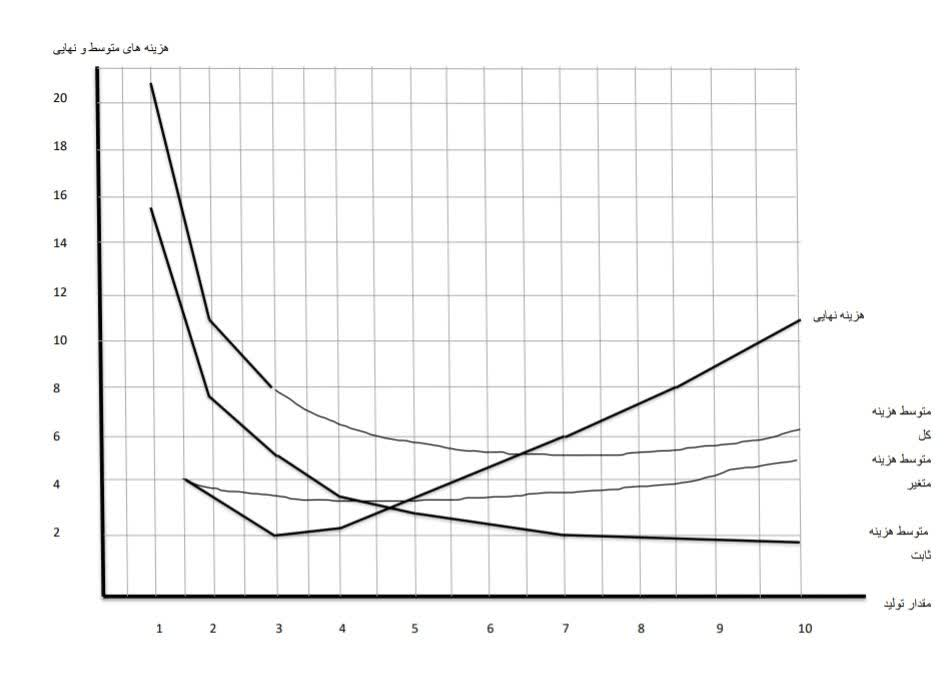 هزینه های متوسط و نهایی
20
18
16
14
12
10
8
6
4
2
هزینه نهایی
متوسط هزینه
کل
متوسط هزینه
متغیر
متوسط هزینه
ثابت
مقدار تولید
1 2 3 4 5 6 7 8 9 10